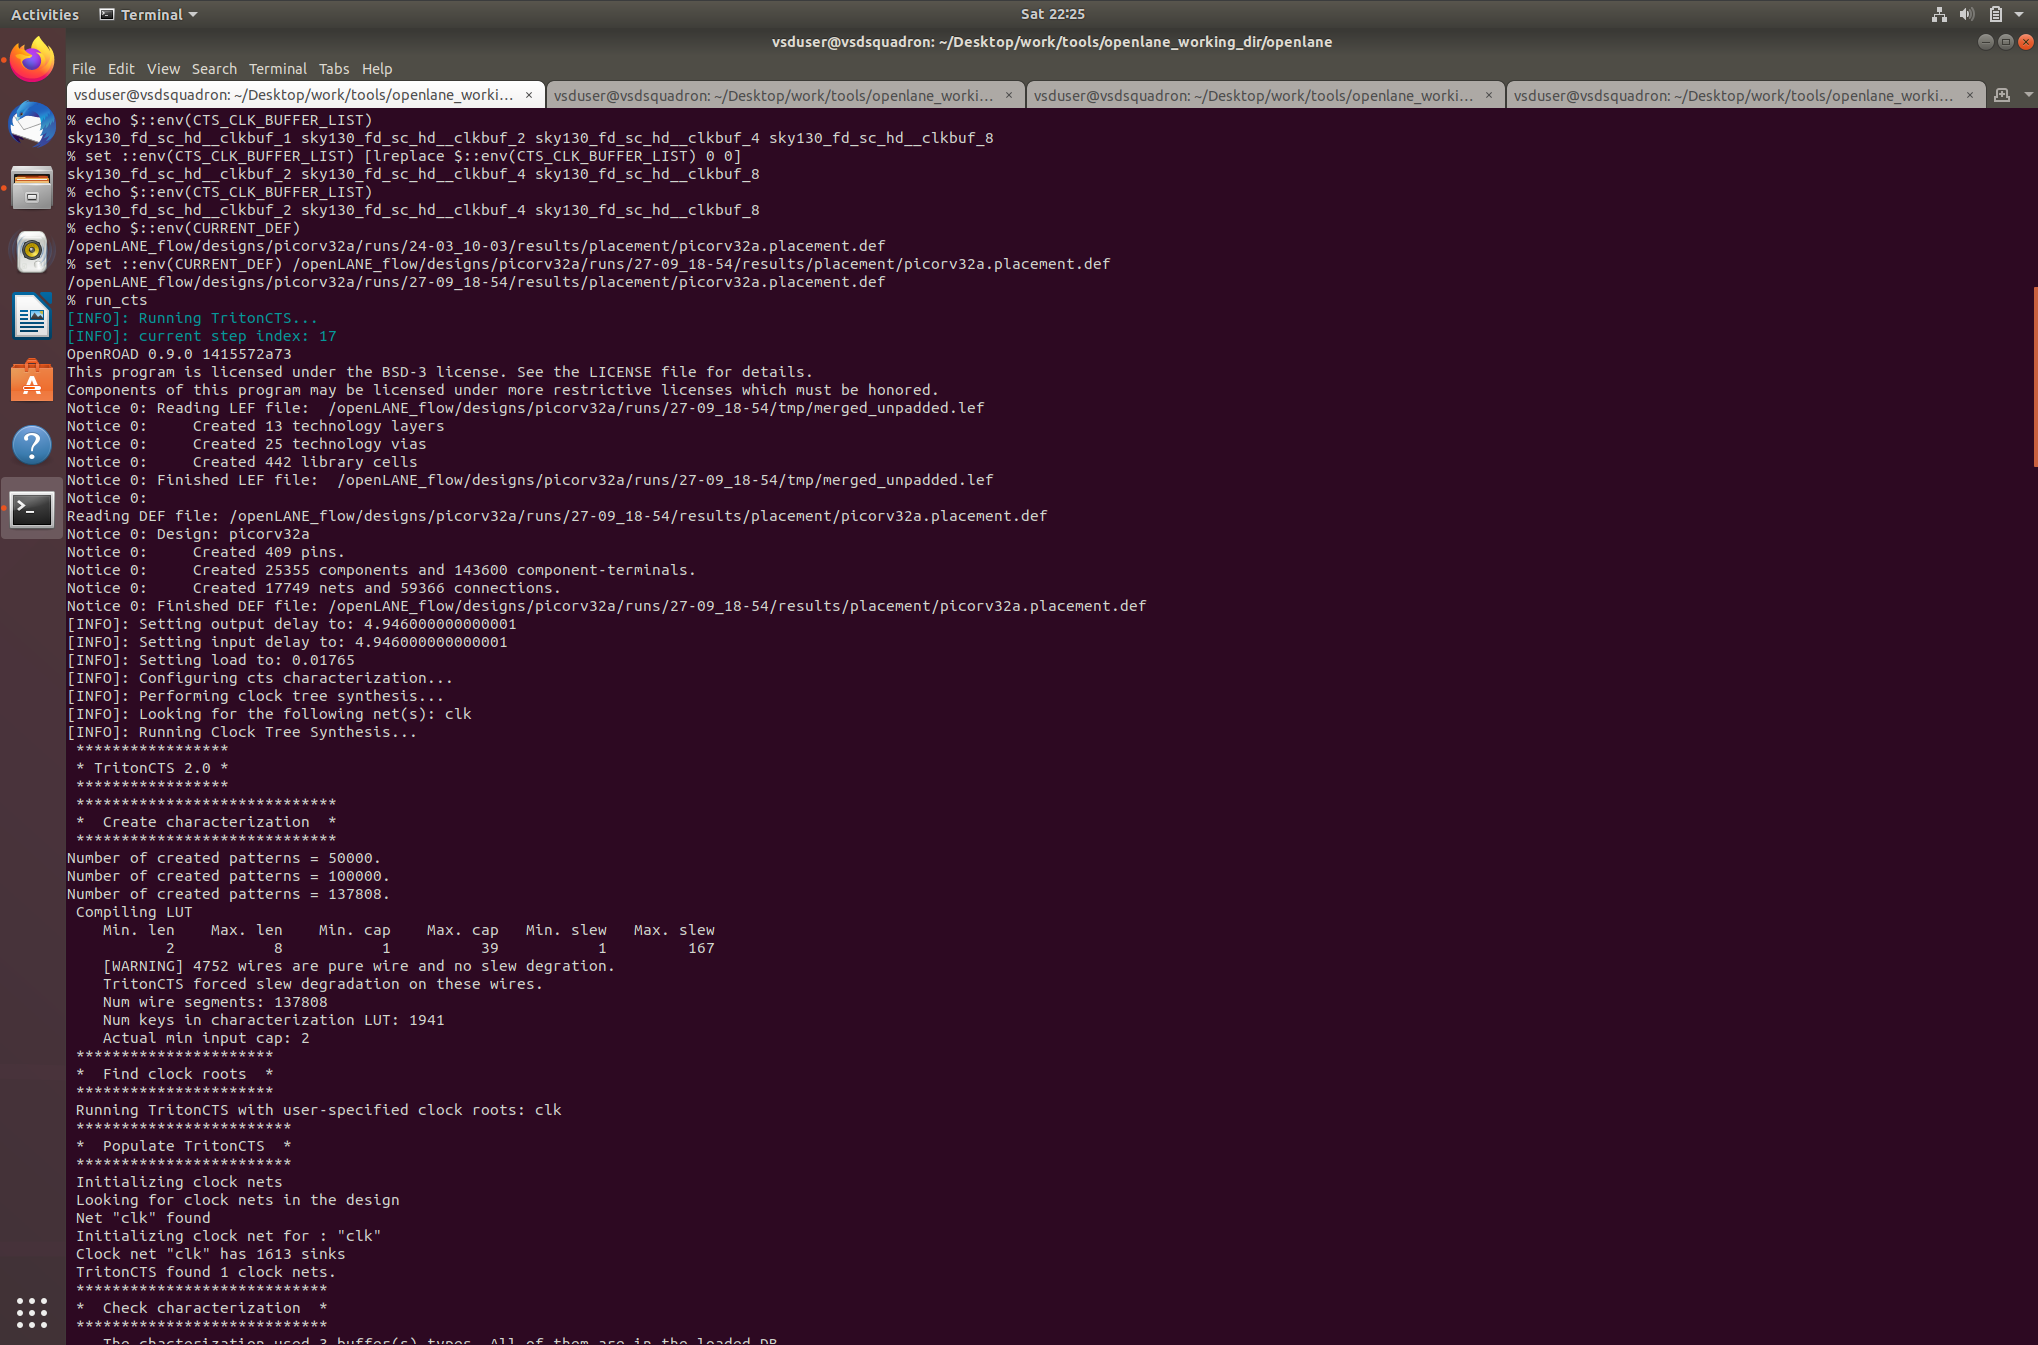 Activities Terminal Sat 22:25
vsduser@vsdsquadron: ~/Desktop/work/tools/openlane_working_dir/openlane
File Edit View Search Terminal Tabs Help
vsduser@vsdsquadron: ~/Desktop/work/tools/openlane_worki... × vsduser@vsdsquadron: ~/Desktop/work/tools/openlane_worki... × vsduser@vsdsquadron: ~/Desktop/work/tools/openlane_worki... × vsduser@vsdsquadron: ~/Desktop/work/tools/openlane_worki... ×
% echo $::env(CTS_CLK_BUFFER_LIST)
sky130_fd_sc_hd__clkbuf_1 sky130_fd_sc_hd__clkbuf_2 sky130_fd_sc_hd__clkbuf_4 sky130_fd_sc_hd__clkbuf_8
% set ::env(CTS_CLK_BUFFER_LIST) [lreplace $::env(CTS_CLK_BUFFER_LIST) 0 0]
sky130_fd_sc_hd__clkbuf_2 sky130_fd_sc_hd__clkbuf_4 sky130_fd_sc_hd__clkbuf_8
% echo $::env(CTS_CLK_BUFFER_LIST)
sky130_fd_sc_hd__clkbuf_2 sky130_fd_sc_hd__clkbuf_4 sky130_fd_sc_hd__clkbuf_8
% echo $::env(CURRENT_DEF)
/openLANE_flow/designs/picorv32a/runs/24-03_10-03/results/placement/picorv32a.placement.def
% set ::env(CURRENT_DEF) /openLANE_flow/designs/picorv32a/runs/27-09_18-54/results/placement/picorv32a.placement.def
/openLANE_flow/designs/picorv32a/runs/27-09_18-54/results/placement/picorv32a.placement.def
% run_cts
[INFO]: Running TritonCTS...
[INFO]: current step index: 17
OpenROAD 0.9.0 1415572a73
This program is licensed under the BSD-3 license. See the LICENSE file for details.
Components of this program may be licensed under more restrictive licenses which must be honored.
Notice 0: Reading LEF file:  /openLANE_flow/designs/picorv32a/runs/27-09_18-54/tmp/merged_unpadded.lef
Notice 0:     Created 13 technology layers
Notice 0:     Created 25 technology vias
Notice 0:     Created 442 library cells
Notice 0: Finished LEF file:  /openLANE_flow/designs/picorv32a/runs/27-09_18-54/tmp/merged_unpadded.lef
Notice 0:
Reading DEF file: /openLANE_flow/designs/picorv32a/runs/27-09_18-54/results/placement/picorv32a.placement.def
Notice 0: Design: picorv32a
Notice 0:     Created 409 pins.
Notice 0:     Created 25355 components and 143600 component-terminals.
Notice 0:     Created 17749 nets and 59366 connections.
Notice 0: Finished DEF file: /openLANE_flow/designs/picorv32a/runs/27-09_18-54/results/placement/picorv32a.placement.def
[INFO]: Setting output delay to: 4.946000000000001
[INFO]: Setting input delay to: 4.946000000000001
[INFO]: Setting load to: 0.01765
[INFO]: Configuring cts characterization...
[INFO]: Performing clock tree synthesis...
[INFO]: Looking for the following net(s): clk
[INFO]: Running Clock Tree Synthesis...
*****************
* TritonCTS 2.0 *
*****************
*****************************
*  Create characterization  *
*****************************
Number of created patterns = 50000.
Number of created patterns = 100000.
Number of created patterns = 137808.
Compiling LUT
Min. len    Max. len    Min. cap    Max. cap   Min. slew   Max. slew
2           8           1          39           1         167
[WARNING] 4752 wires are pure wire and no slew degration.
TritonCTS forced slew degradation on these wires.
Num wire segments: 137808
Num keys in characterization LUT: 1941
Actual min input cap: 2
**********************
*  Find clock roots  *
**********************
Running TritonCTS with user-specified clock roots: clk
************************
*  Populate TritonCTS  *
************************
Initializing clock nets
Looking for clock nets in the design
Net "clk" found
Initializing clock net for : "clk"
Clock net "clk" has 1613 sinks
TritonCTS found 1 clock nets.
****************************
*  Check characterization  *
****************************
The chacterization used 3 buffer(s) types. All of them are in the loaded DB.